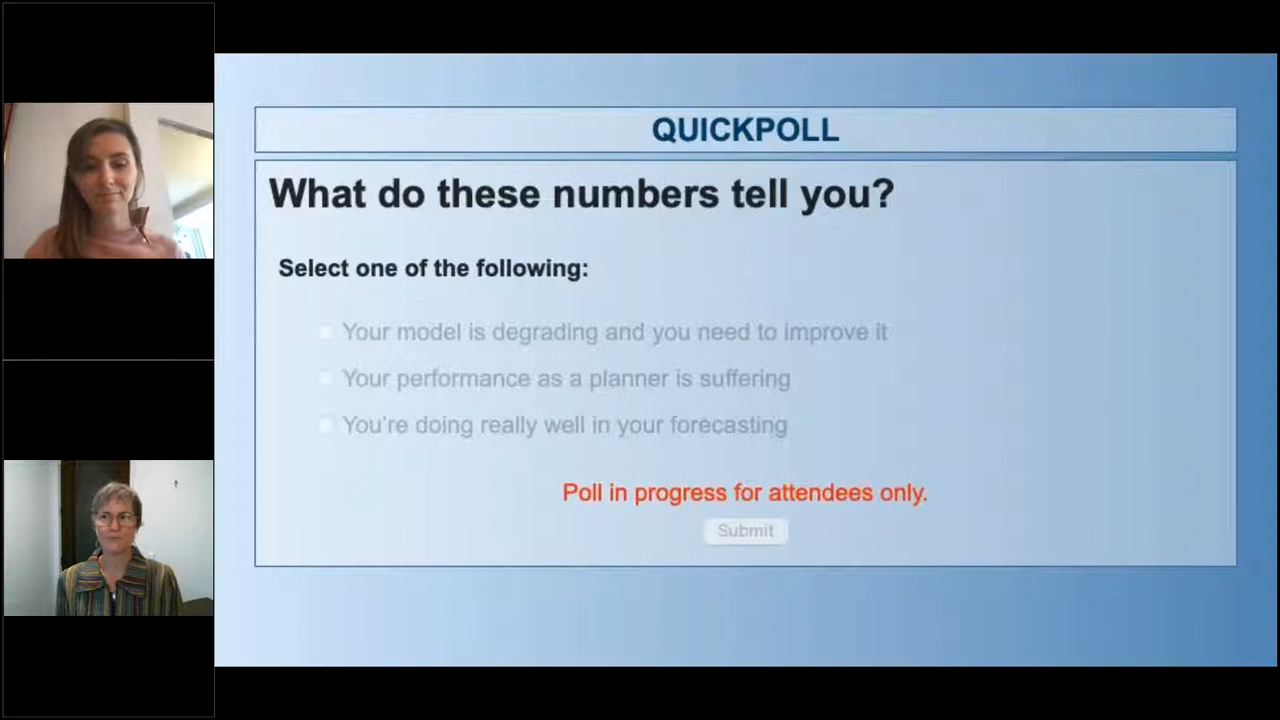 QUICKPOLL
What do these numbers tell you?
Select one of the following:
Your model is degrading and you need to improve it
Your performance as a planner is suffering
You're doing really well in your forecasting
Poll in progress for attendees only.
Submit